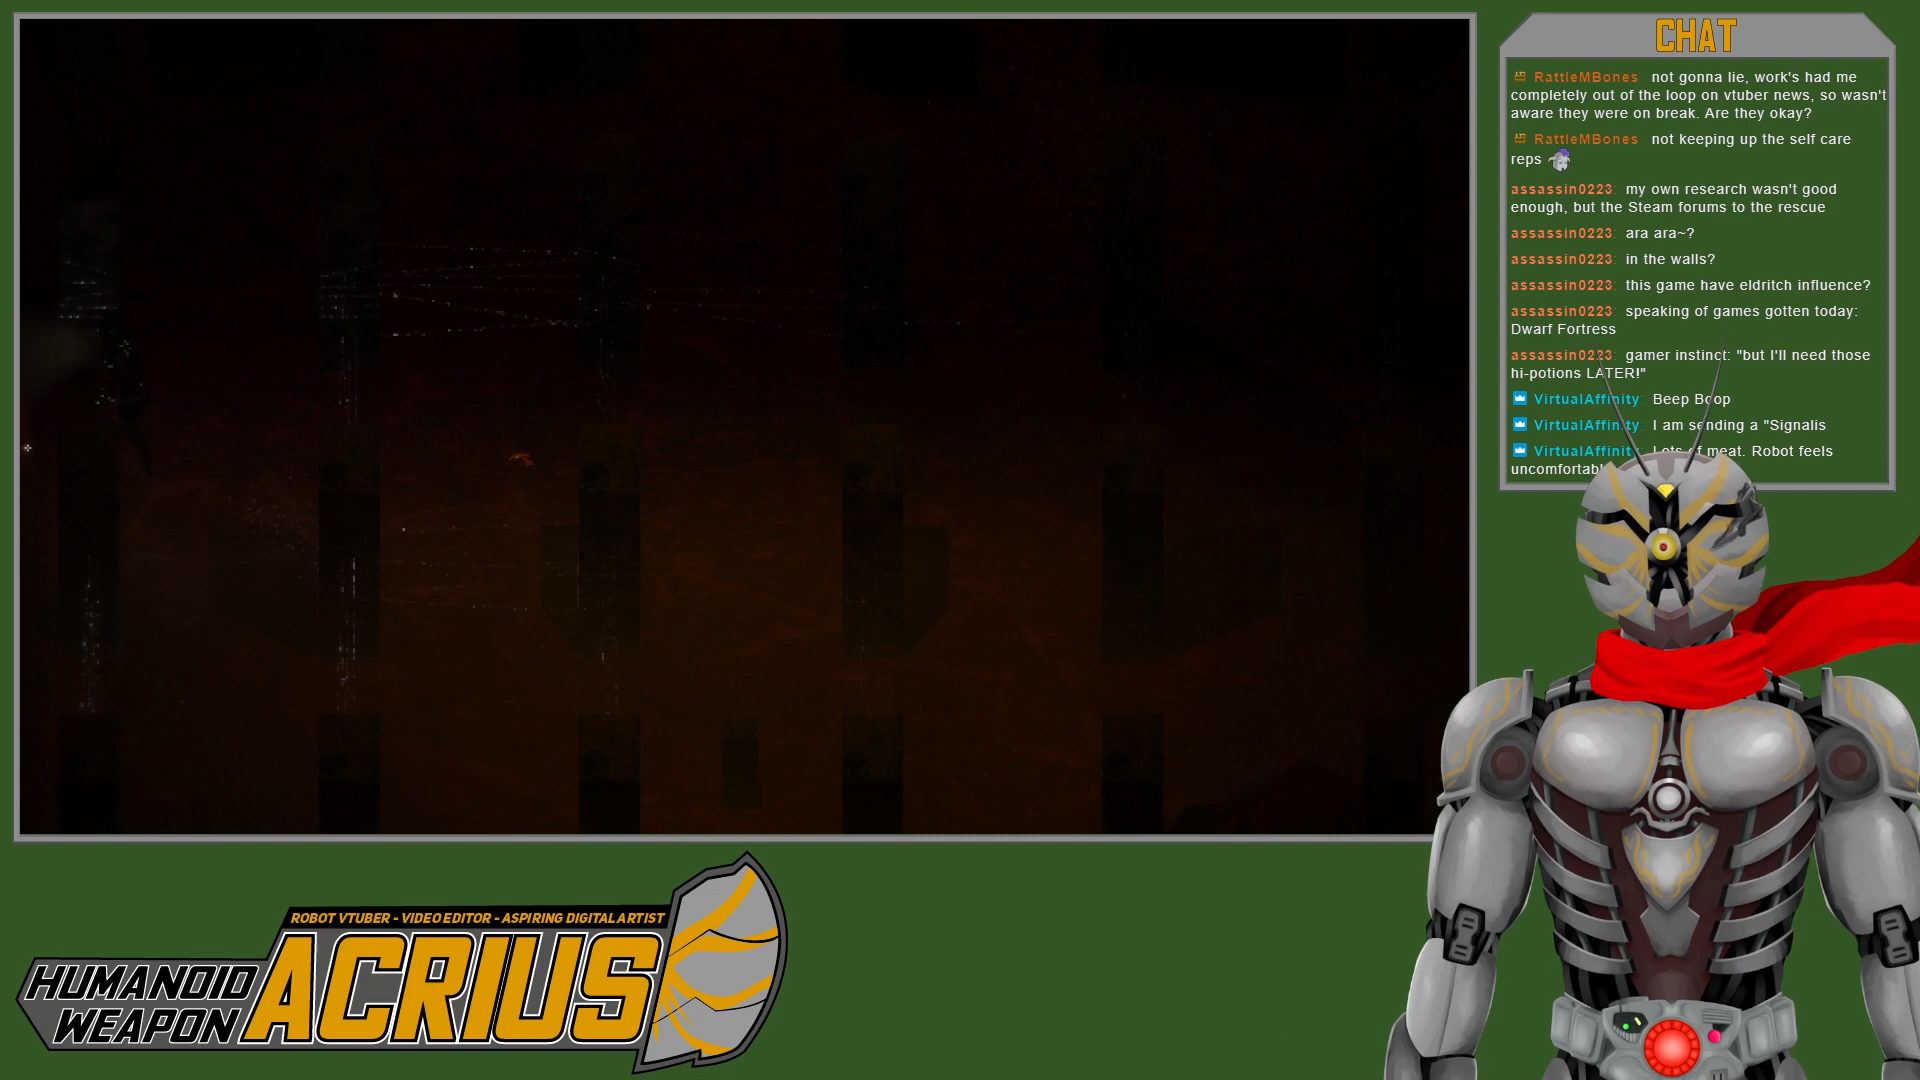 CHAT
RattleMBones: not gonna lie, work's had me
completely out of the loop on vtuber news, so wasn't
aware they were on break. Are they okay?
RattleMBones: not keeping up the self care
reps
assassin0223: my own research wasn't good
enough, but the Steam forums to the rescue
assassin0223: ara ara~?
assassin0223: in the walls?
assassin0223: this game have eldritch influence?
assassin0223: speaking of games gotten today:
Dwarf Fortress
assassin0223: gamer instinct: "but I'll need those
hi-potions LATER!"
VirtualAffinity: Beep Boop
VirtualAffinity: I am sending a "Signalis
VirtualAffinity: Lots of meat. Robot feels
ROBOT VTUBER - VIDEO EDITOR - ASPIRING DIGITAL ARTIST
HUMANOID
WEAPON
ACRIUS